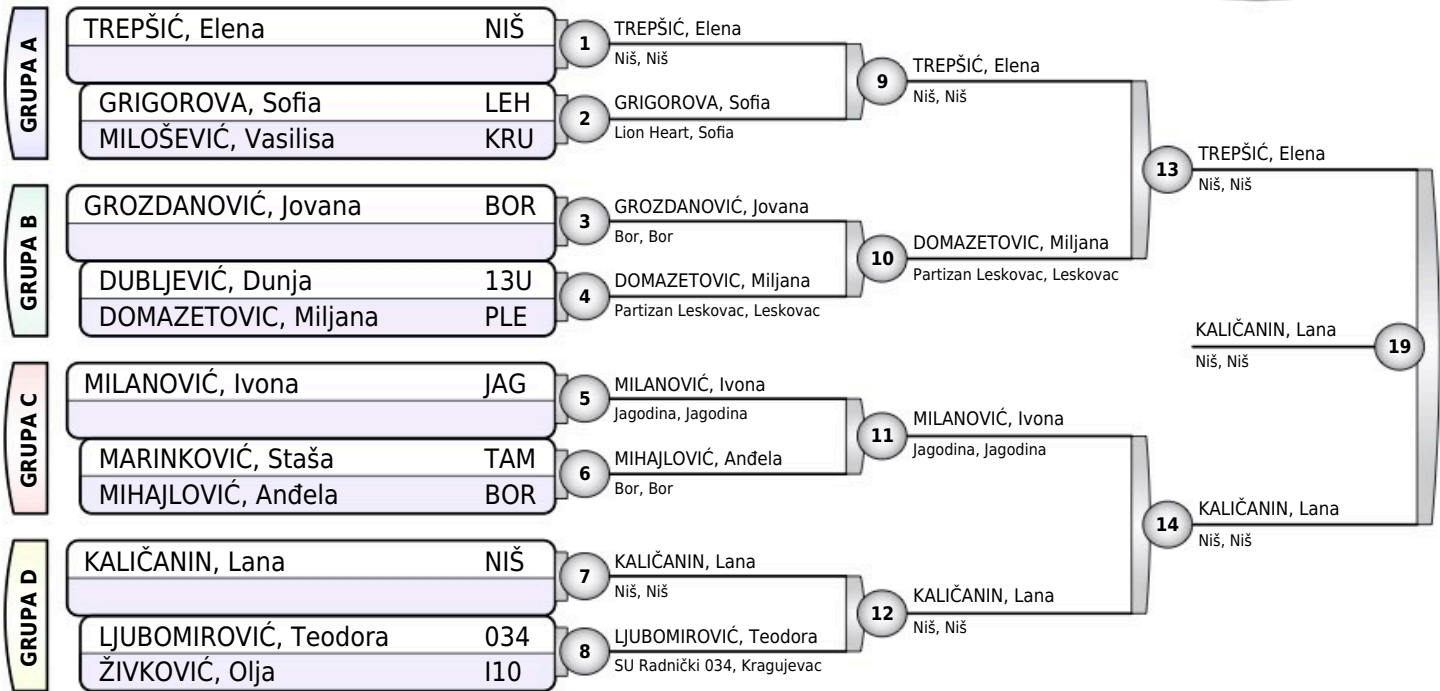 GRUPA A
TREPŠIĆ, Elena NIŠ
GRIGOROVA, Sofia LEH
MILOŠEVIĆ, Vasilisa KRU
GRUPA B
GROZDANOVIĆ, Jovana BOR
DUBLJEVIĆ, Dunja 13U
DOMAZETOVIC, Miljana PLE
GRUPA C
MILANOVIĆ, Ivona JAG
MARINKOVIĆ, Staša TAM
MIHAJLOVIĆ, Anđela BOR
GRUPA D
KALIČANIN, Lana NIŠ
LJUBOMIROVIĆ, Teodora 034
ŽIVKOVIĆ, Olja I10
1
TREPŠIĆ, Elena
Niš, Niš
2
GRIGOROVA, Sofia
Lion Heart, Sofia
3
GROZDANOVIĆ, Jovana
Bor, Bor
4
DOMAZETOVIC, Miljana
Partizan Leskovac, Leskovac
5
MILANOVIĆ, Ivona
Jagodina, Jagodina
6
MIHAJLOVIĆ, Anđela
Bor, Bor
7
KALIČANIN, Lana
Niš, Niš
8
LJUBOMIROVIĆ, Teodora
SU Radnički 034, Kragujevac
9
TREPŠIĆ, Elena
Niš, Niš
10
DOMAZETOVIC, Miljana
Partizan Leskovac, Leskovac
11
MILANOVIĆ, Ivona
Jagodina, Jagodina
12
KALIČANIN, Lana
Niš, Niš
13
TREPŠIĆ, Elena
Niš, Niš
14
KALIČANIN, Lana
Niš, Niš
KALIČANIN, Lana
Niš, Niš
19